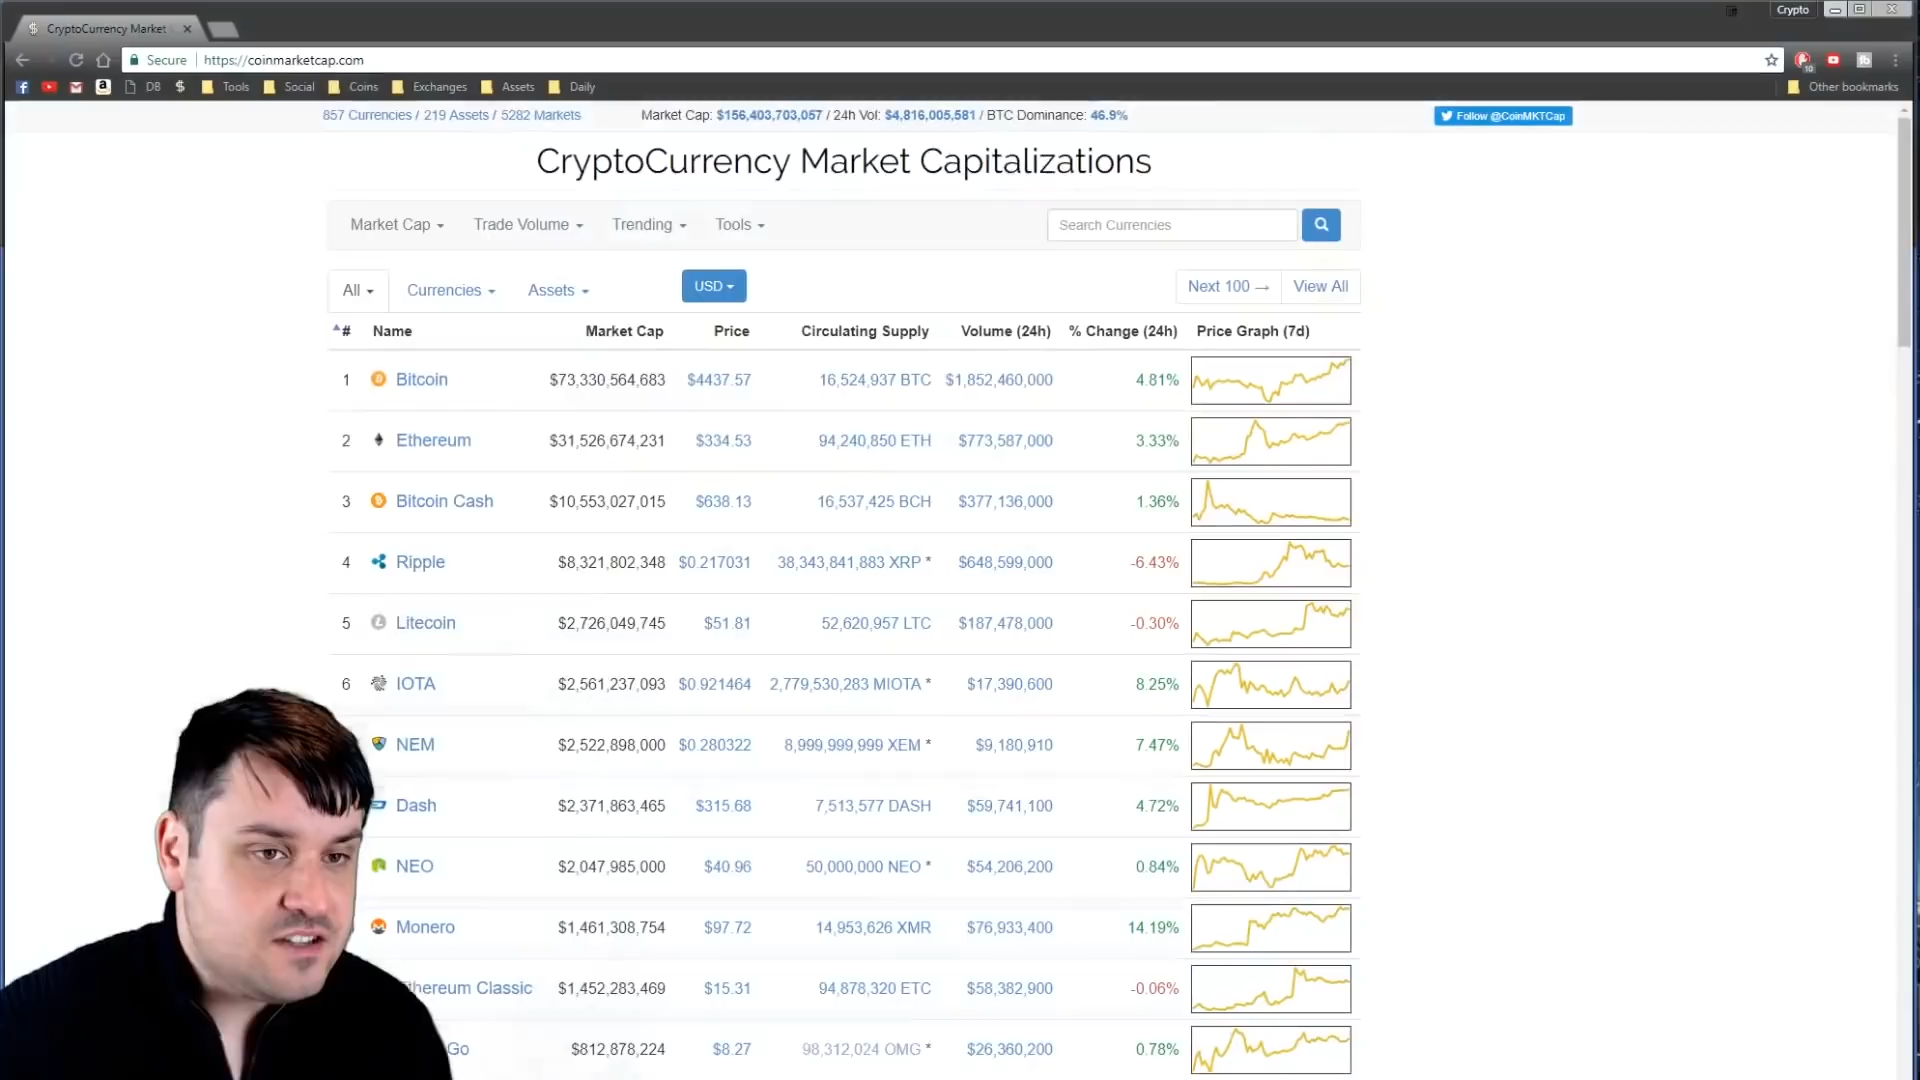 CryptoCurrency Market
Crypto
Secure https://coinmarketcap.com
10
DB Tools Social Coins Exchanges Assets Daily Other bookmarks
857 Currencies / 219 Assets / 5282 Markets Market Cap: $156,403,703,057 / 24h Vol: $4,816,005,581 / BTC Dominance: 46.9% Follow @CoinMKTCap
CryptoCurrency Market Capitalizations
Market Cap Trade Volume Trending Tools Search Currencies
All Currencies Assets USD Next 100 → View All
# Name Market Cap Price Circulating Supply Volume (24h) % Change (24h) Price Graph (7d)
1 Bitcoin $73,330,564,683 $4437.57 16,524,937 BTC $1,852,460,000 4.81%
2 Ethereum $31,526,674,231 $334.53 94,240,850 ETH $773,587,000 3.33%
3 Bitcoin Cash $10,553,027,015 $638.13 16,537,425 BCH $377,136,000 1.36%
4 Ripple $8,321,802,348 $0.217031 38,343,841,883 XRP * $648,599,000 -6.43%
5 Litecoin $2,726,049,745 $51.81 52,620,957 LTC $187,478,000 -0.30%
6 IOTA $2,561,237,093 $0.921464 2,779,530,283 MIOTA * $17,390,600 8.25%
NEM $2,522,898,000 $0.280322 8,999,999,999 XEM * $9,180,910 7.47%
Dash $2,371,863,465 $315.68 7,513,577 DASH $59,741,100 4.72%
NEO $2,047,985,000 $40.96 50,000,000 NEO * $54,206,200 0.84%
Monero $1,461,308,754 $97.72 14,953,626 XMR $76,933,400 14.19%
thereum Classic $1,452,283,469 $15.31 94,878,320 ETC $58,382,900 -0.06%
Go $812,878,224 $8.27 98,312,024 OMG * $26,360,200 0.78%